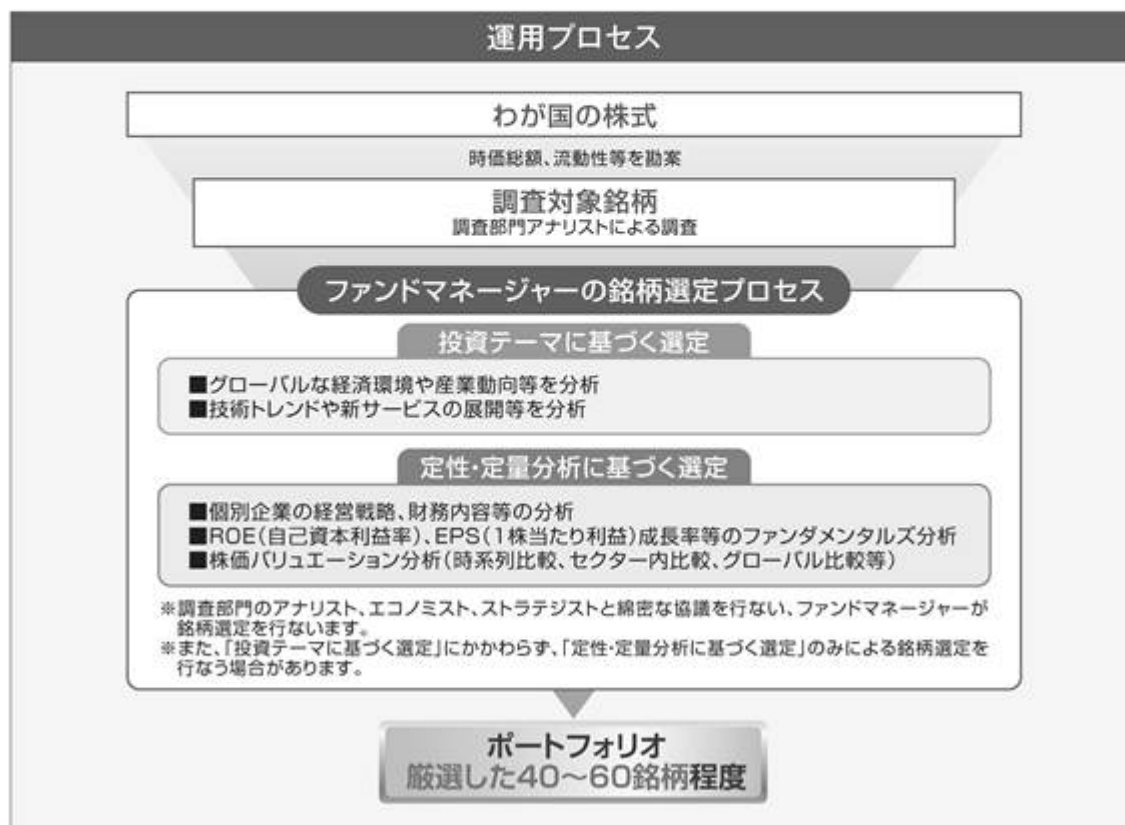 運用プロセス
わが国の株式
時価総額、流動性等を勘案
調査対象銘柄
調査部門アナリストによる調査
ファンドマネージャーの銘柄選定プロセス
投資テーマに基づく選定
■グローバルな経済環境や産業動向等を分析
■技術トレンドや新サービスの展開等を分析
定性・定量分析に基づく選定
■個別企業の経営戦略、財務内容等の分析
■ROE(自己資本利益率)、EPS(1株当たり利益)成長率等のファンダメンタルズ分析
■株価バリュエーション分析(時系列比較、セクター内比較、グローバル比較等)
※調査部門のアナリスト、エコノミスト、ストラテジストと綿密な協議を行ない、ファンドマネージャーが
銘柄選定を行ないます。
※また、「投資テーマに基づく選定」にかかわらず、「定性・定量分析に基づく選定」のみによる銘柄選定を
行なう場合があります。
ポートフォリオ
厳選した40～60銘柄程度